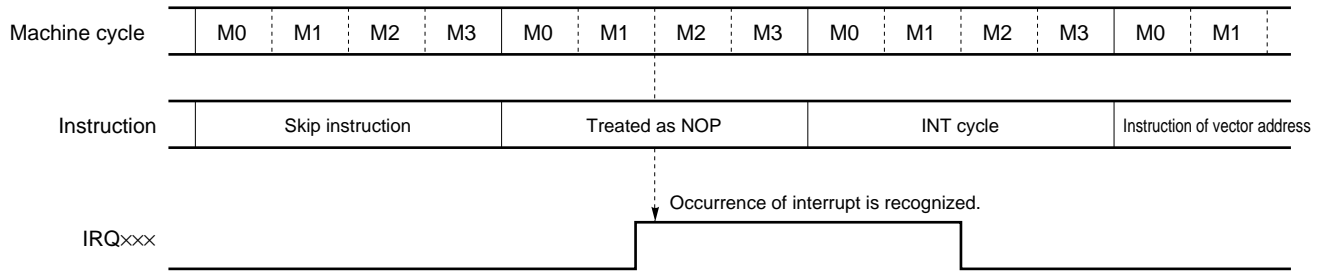 Machine cycle M0 M1 M2 M3 M0 M1 M2 M3 M0 M1 M2 M3 M0 M1
Instruction Skip instruction Treated as NOP INT cycle Instruction of vector address
Occurrence of interrupt is recognized.
IRQ×××